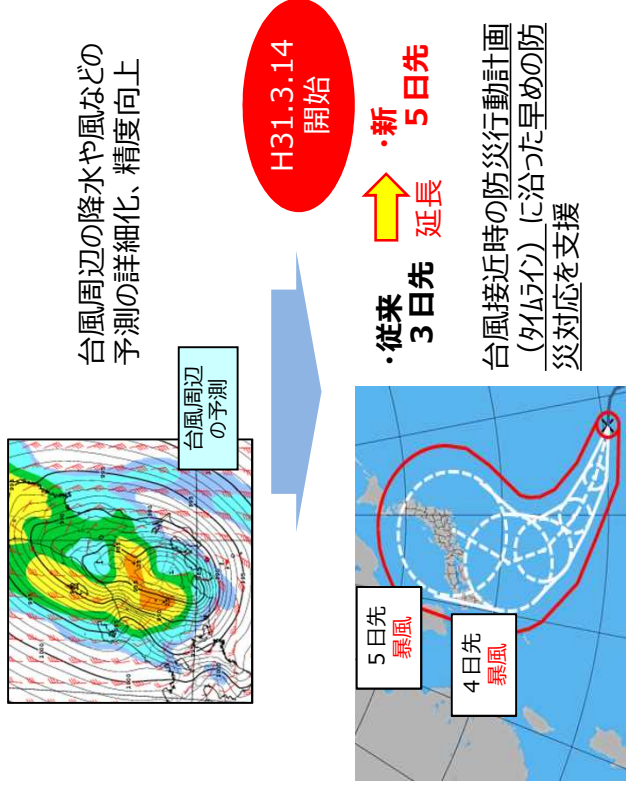 台風周辺の降水や風などの
予測の詳細化、精度向上
台風周辺
の予測
H31.3.14
開始
・従来
３日先
延長
・新
５日先
台風接近時の防災行動計画
（タイムライン）に沿った早めの防
災対応を支援
５日先
暴風
４日先
暴風